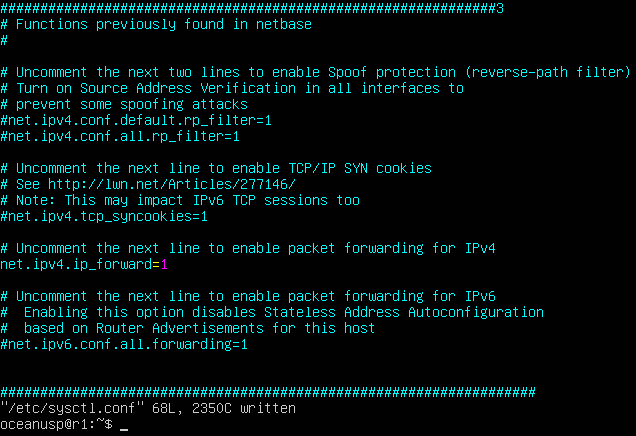 ##############################################################3
# Functions previously found in netbase
#
# Uncomment the next two lines to enable Spoof protection (reverse-path filter)
# Turn on Source Address Verification in all interfaces to
# prevent some spoofing attacks
#net.ipv4.conf.default.rp_filter=1
#net.ipv4.conf.all.rp_filter=1
# Uncomment the next line to enable TCP/IP SYN cookies
# See http://lwn.net/Articles/277146/
# Note: This may impact IPv6 TCP sessions too
#net.ipv4.tcp_syncookies=1
# Uncomment the next line to enable packet forwarding for IPv4
net.ipv4.ip_forward=1
# Uncomment the next line to enable packet forwarding for IPv6
#  Enabling this option disables Stateless Address Autoconfiguration
#  based on Router Advertisements for this host
#net.ipv6.conf.all.forwarding=1
###################################################################
"/etc/sysctl.conf" 68L, 2350C written
oceanusp@r1:~$ _